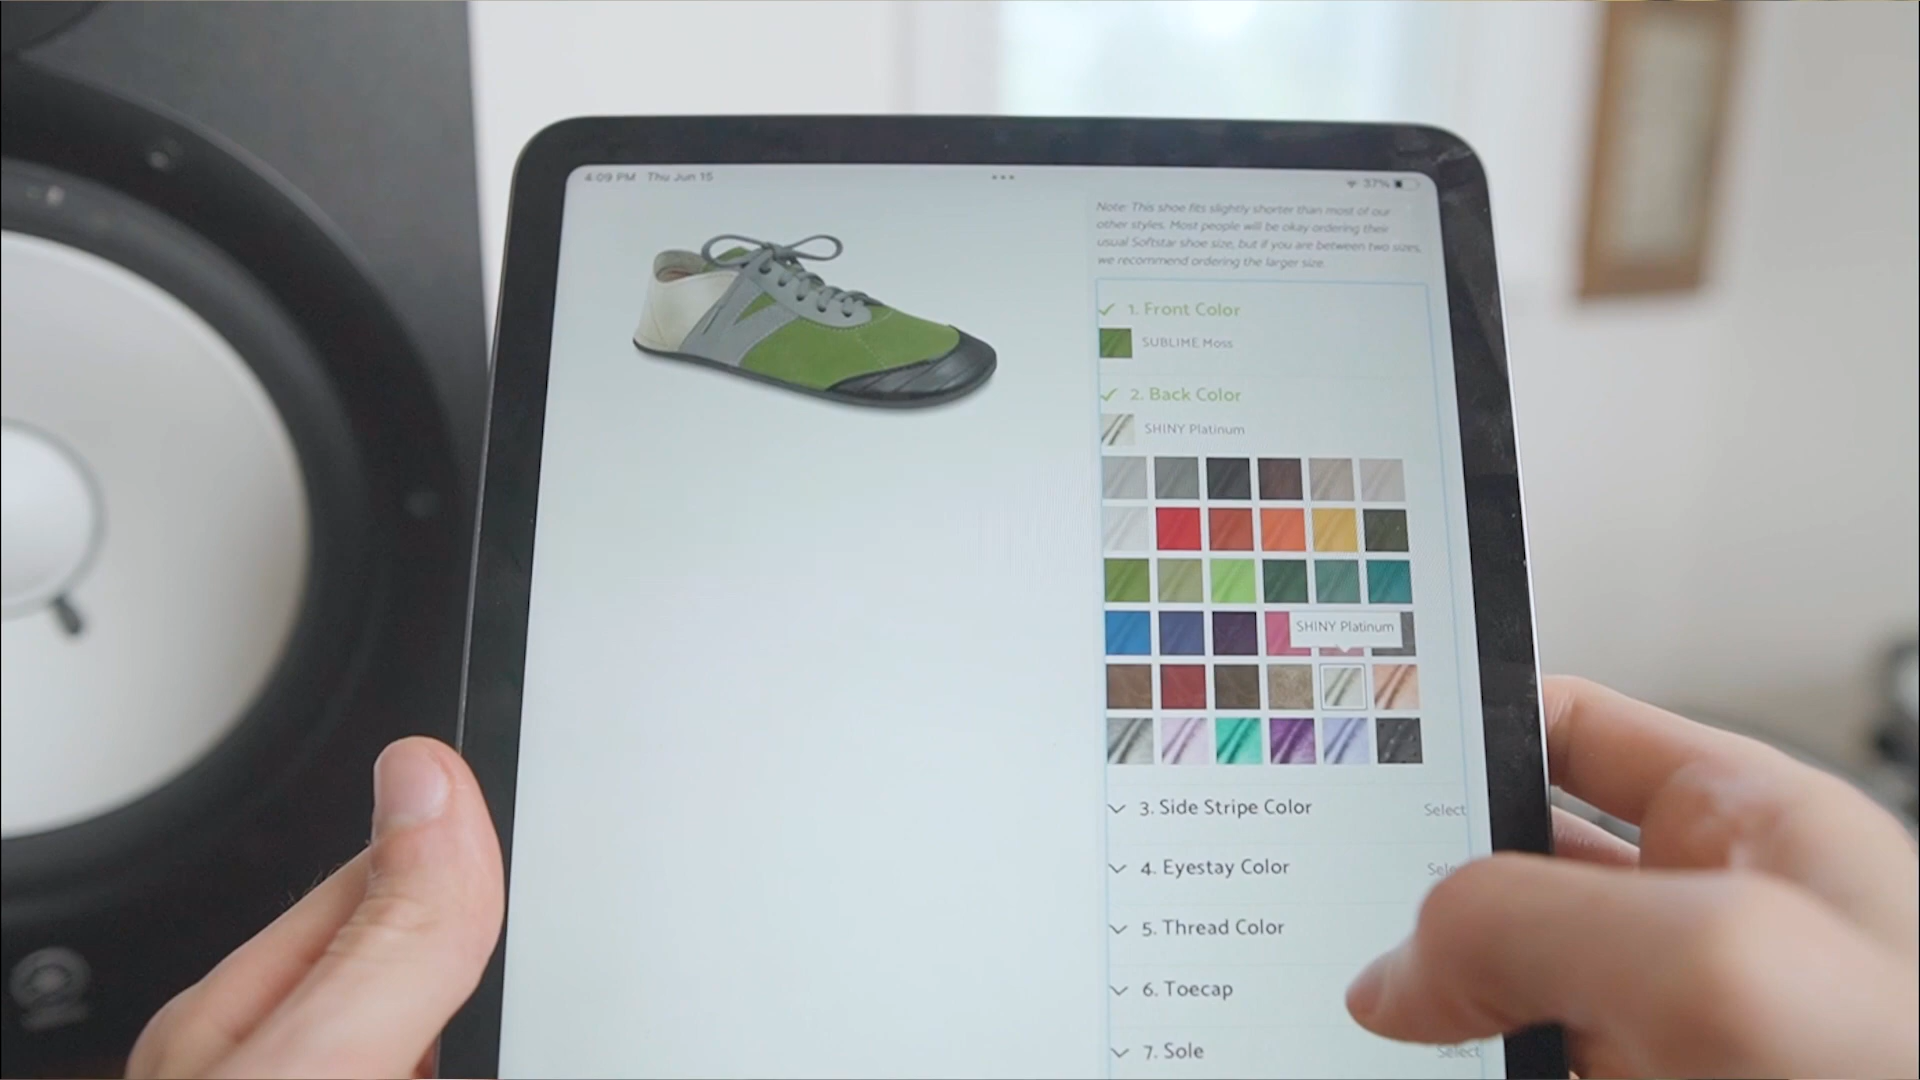 4:09 PM Thu Jun 15
37%
Note: This shoe fits slightly shorter than most of our
other styles. Most people will be okay ordering their
usual Softstar shoe size, but if you are between two sizes,
we recommend ordering the larger size.
1. Front Color
SUBLIME Moss
2. Back Color
SHINY Platinum
SHINY Platinum
3. Side Stripe Color
Select
4. Eyestay Color
5. Thread Color
6. Toecap
7. Sole
Select